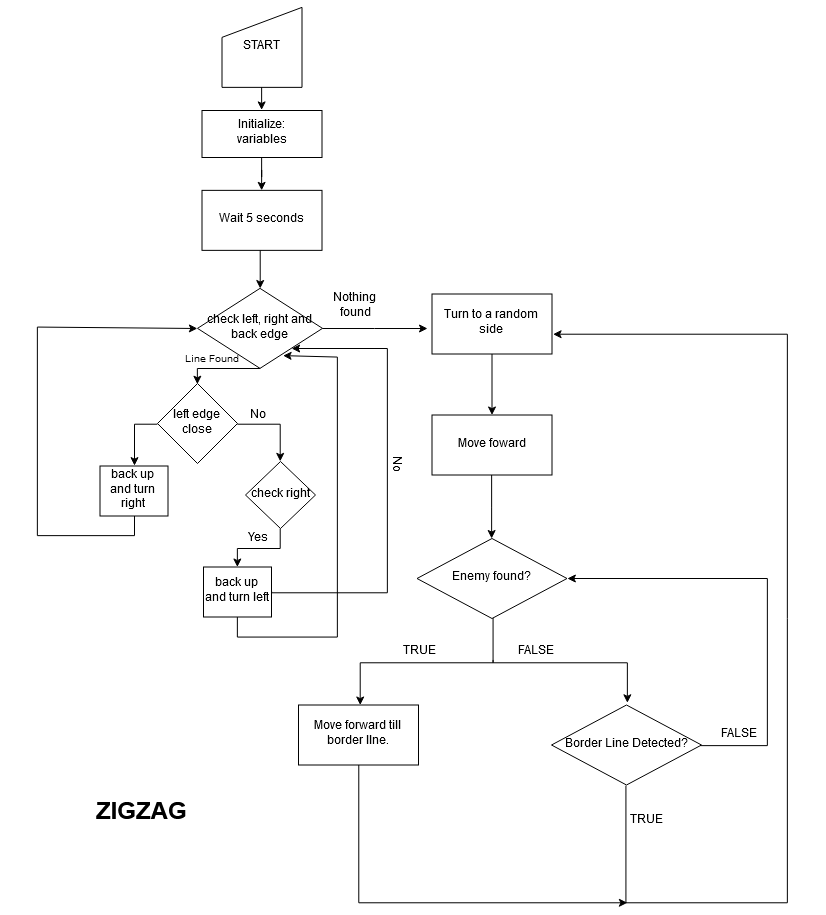 START
Initialize:
variables
Wait 5 seconds
check left, right and
back edge
Nothing
found
Turn to a random
side
Line Found
left edge
close
No
Move foward
No
back up
and turn
right
check right
Yes
back up
and turn left
Enemy found?
TRUE
FALSE
Move forward till
border lIne.
Border Line Detected?
FALSE
TRUE
ZIGZAG